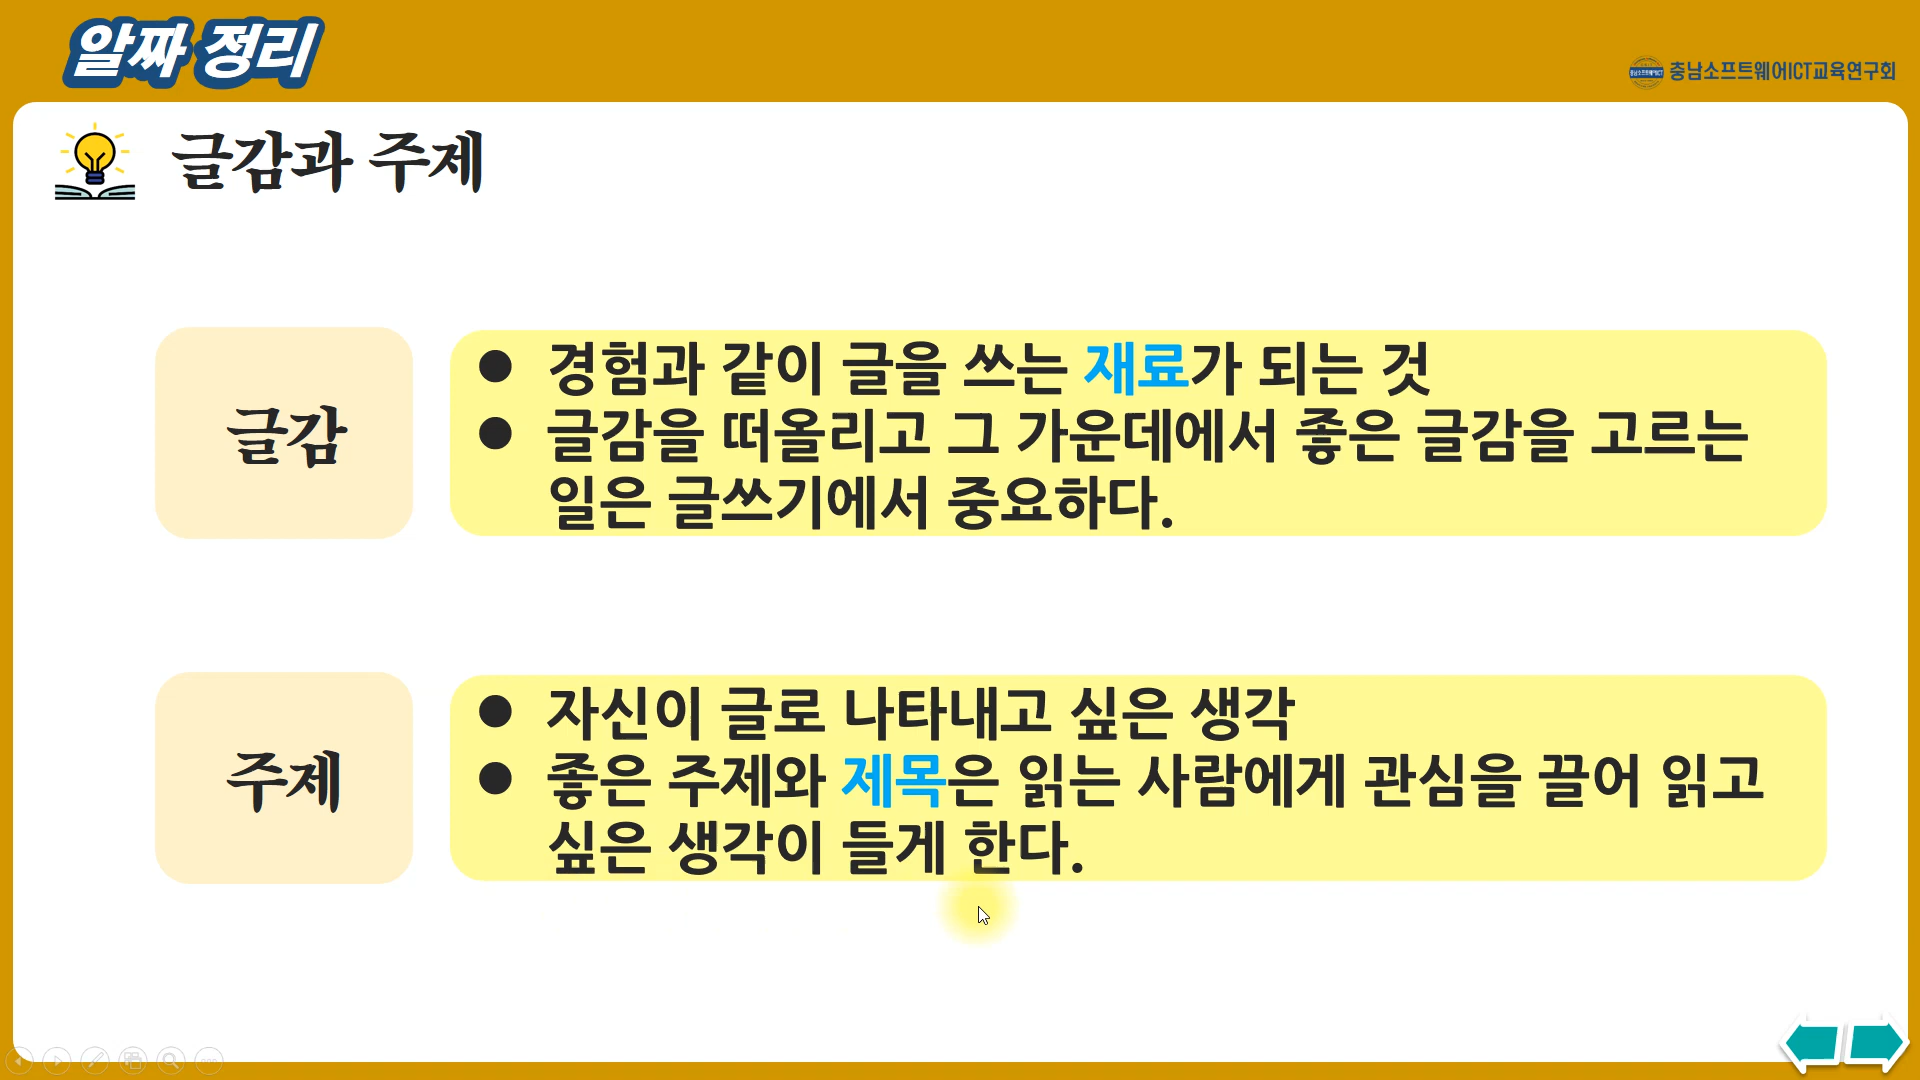 알짜 정리
충남소프트웨어ICT교육연구회
글감과 주제
글감
● 경험과 같이 글을 쓰는 재료가 되는 것
● 글감을 떠올리고 그 가운데에서 좋은 글감을 고르는
일은 글쓰기에서 중요하다.
주제
● 자신이 글로 나타내고 싶은 생각
● 좋은 주제와 제목은 읽는 사람에게 관심을 끌어 읽고
싶은 생각이 들게 한다.